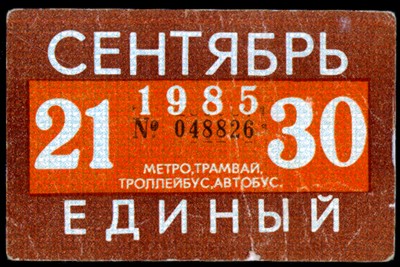 СЕНТЯБРЬ
1985
21 № 048826 30
МЕТРО,ТРАМВАЙ,
ТРОЛЛЕЙБУС,АВТОБУС.
ЕДИНЫЙ